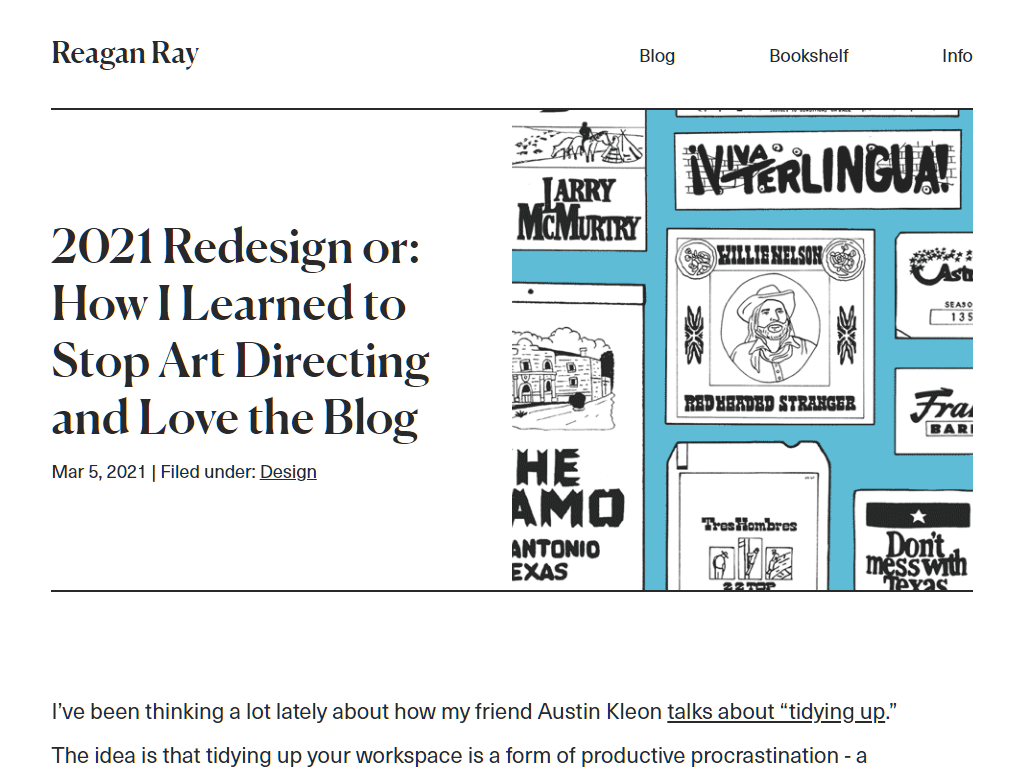 Reagan Ray
Blog
Bookshelf
Info
2021 Redesign or:
How I Learned to
Stop Art Directing
and Love the Blog
Mar 5, 2021 | Filed under: Design
LARRY
McMURTRY
¡VIVA
TERLINGUA!
WILLIE NELSON
RED HEADED STRANGER
SEASO
135
BAR
HE
AMO
ANTONIO
EXAS
Tres Hombres
ZZ TOP
Don't
mess with
Texas
I've been thinking a lot lately about how my friend Austin Kleon talks about “tidying up.”
The idea is that tidying up your workspace is a form of productive procrastination - a